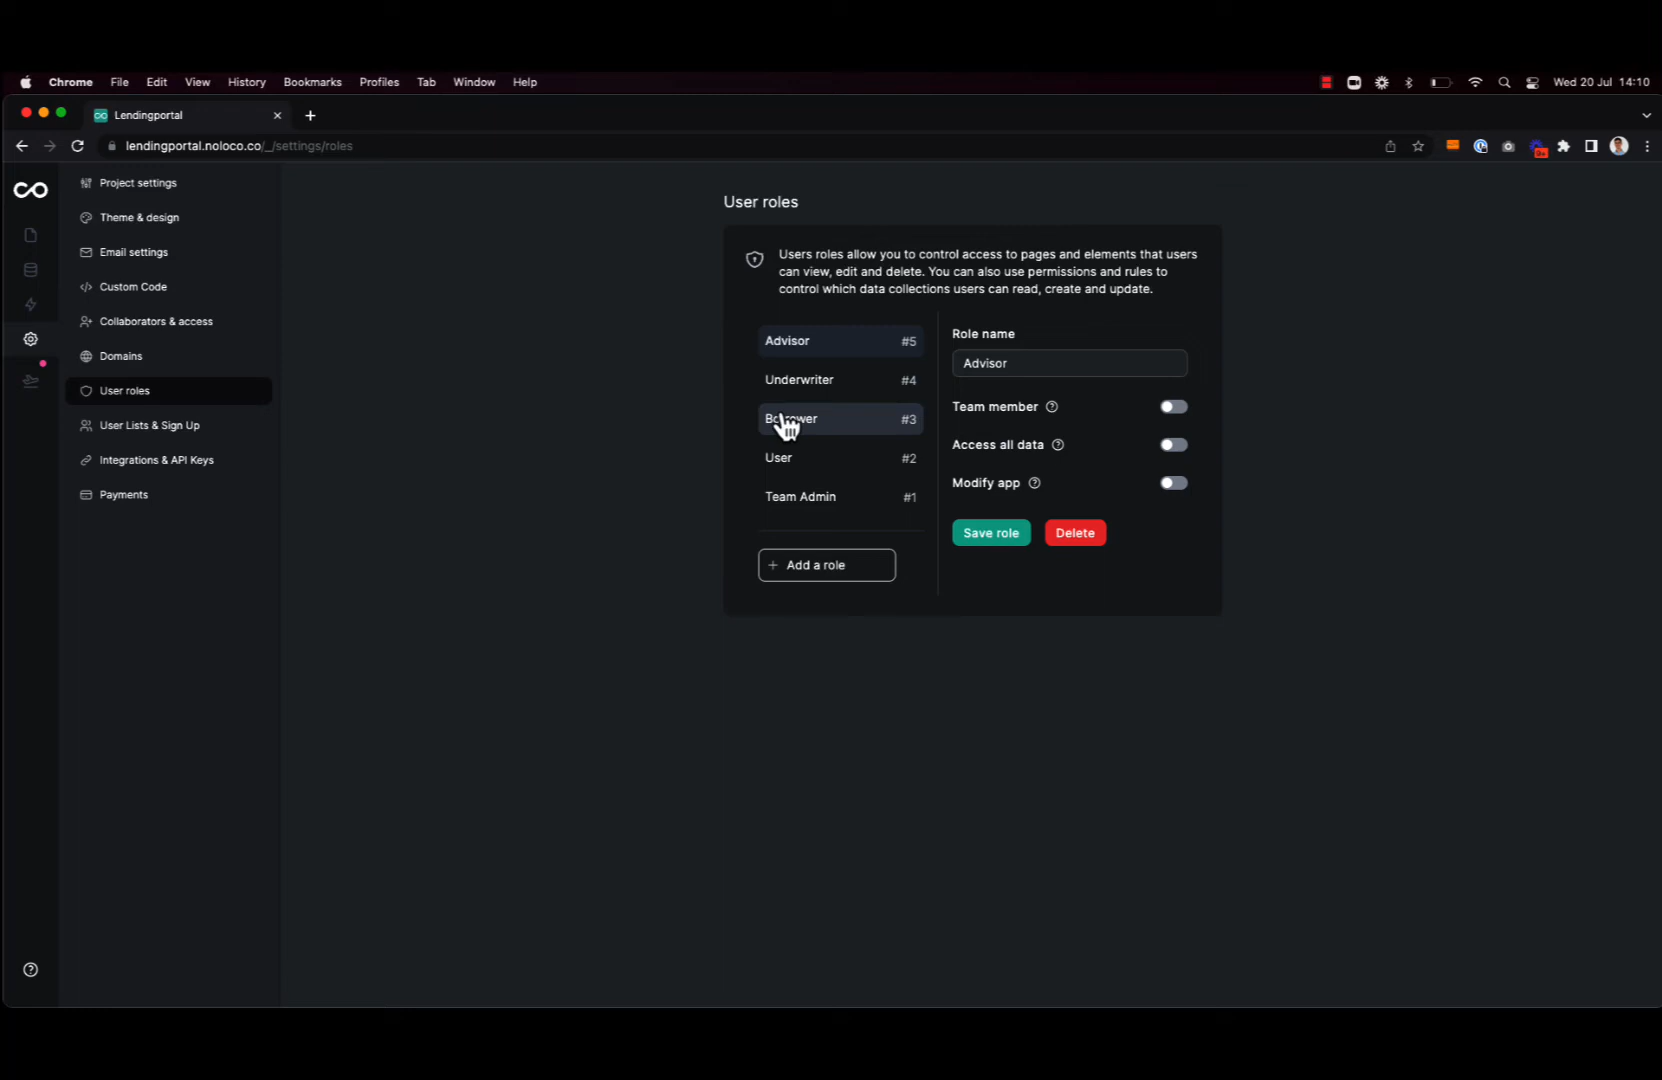 Chrome File Edit View History Bookmarks Profiles Tab Window Help Wed 20 Jul 14:10
Lendingportal
lendingportal.noloco.co/_/settings/roles
Project settings
Theme & design
Email settings
Custom Code
Collaborators & access
Domains
User roles
User Lists & Sign Up
Integrations & API Keys
Payments
User roles
Users roles allow you to control access to pages and elements that users
can view, edit and delete. You can also use permissions and rules to
control which data collections users can read, create and update.
Advisor #5
Underwriter #4
Borrower #3
User #2
Team Admin #1
+ Add a role
Role name
Advisor
Team member
Access all data
Modify app
Save role Delete